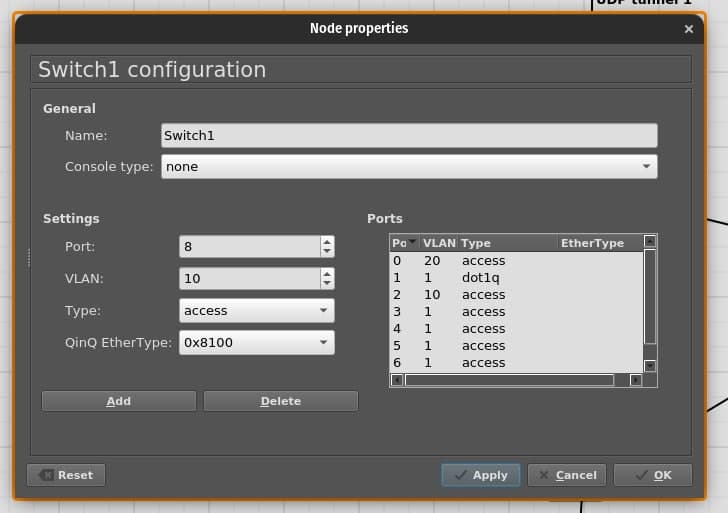 UDP tunnel 1
Node properties
Switch1 configuration
General
Name: Switch1
Console type: none
Settings
Port: 8
VLAN: 10
Type: access
QinQ EtherType: 0x8100
Add Delete
Ports
Po VLAN Type EtherType
0 20 access
1 1 dot1q
2 10 access
3 1 access
4 1 access
5 1 access
6 1 access
Reset Apply Cancel OK